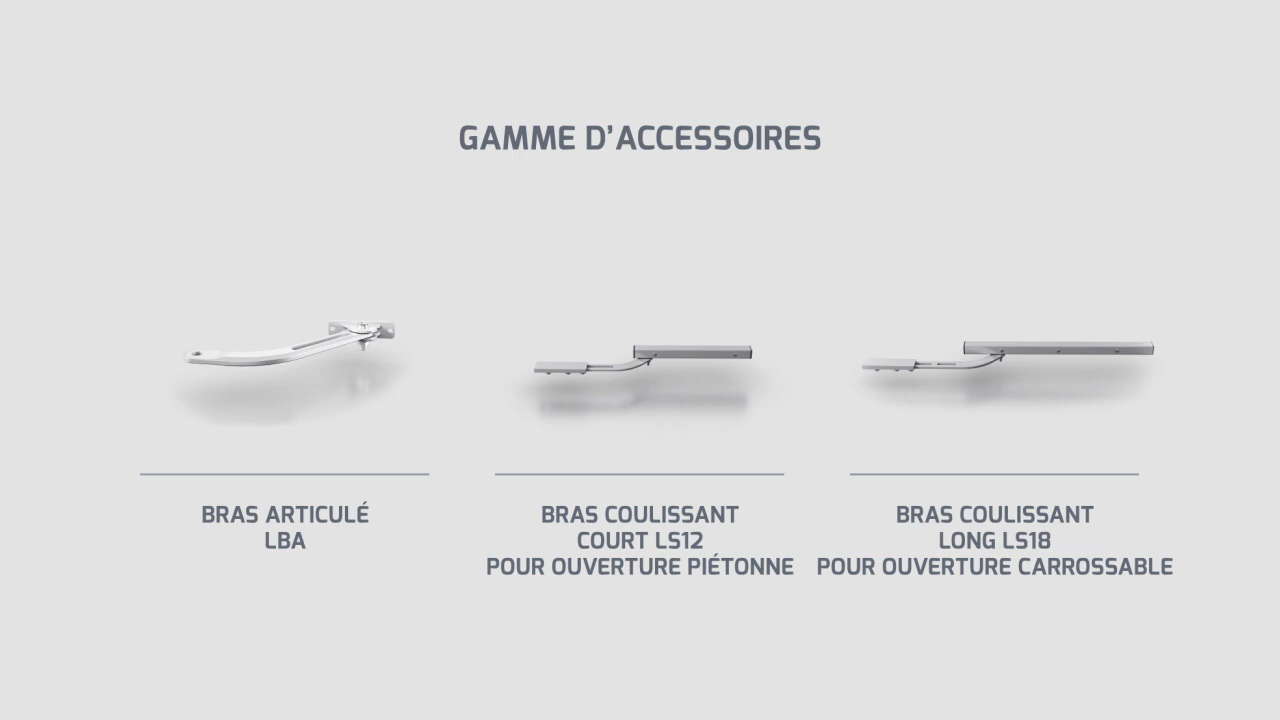 GAMME D'ACCESSOIRES
BRAS ARTICULÉ
LBA
BRAS COULISSANT
COURT LS12
POUR OUVERTURE PIÉTONNE
BRAS COULISSANT
LONG LS18
POUR OUVERTURE CARROSSABLE